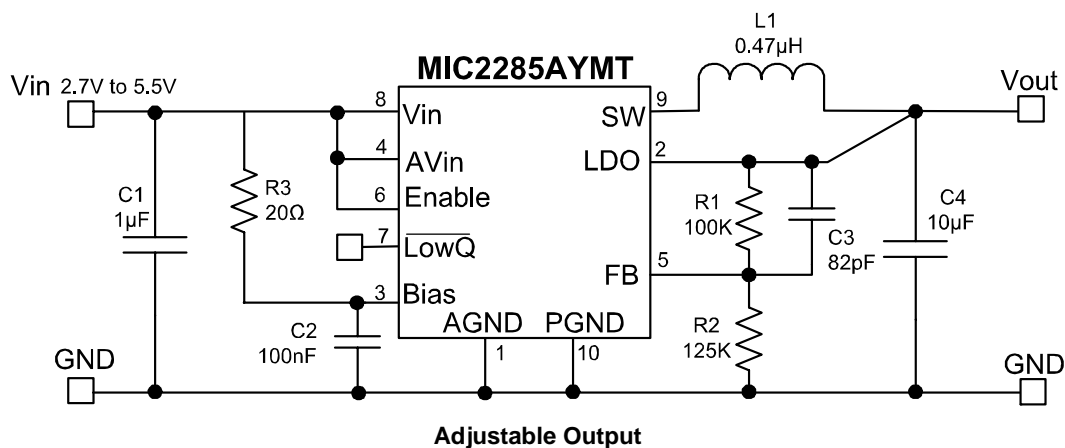 L1
0.47µH
MIC2285AYMT
Vin 2.7V to 5.5V
Vout
8
Vin
SW
9
4
AVin
LDO
2
6
Enable
7
LowQ
3
Bias
FB
5
AGND
PGND
1
10
C1
1µF
R3
20Ω
C2
100nF
R1
100K
C3
82pF
C4
10µF
R2
125K
GND
GND
Adjustable Output